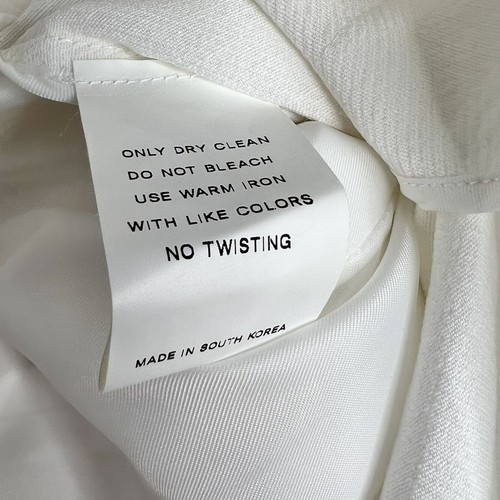 ONLY DRY CLEAN
DO NOT BLEACH
USE WARM IRON
WITH LIKE COLORS
NO TWISTING
MADE IN SOUTH KOREA